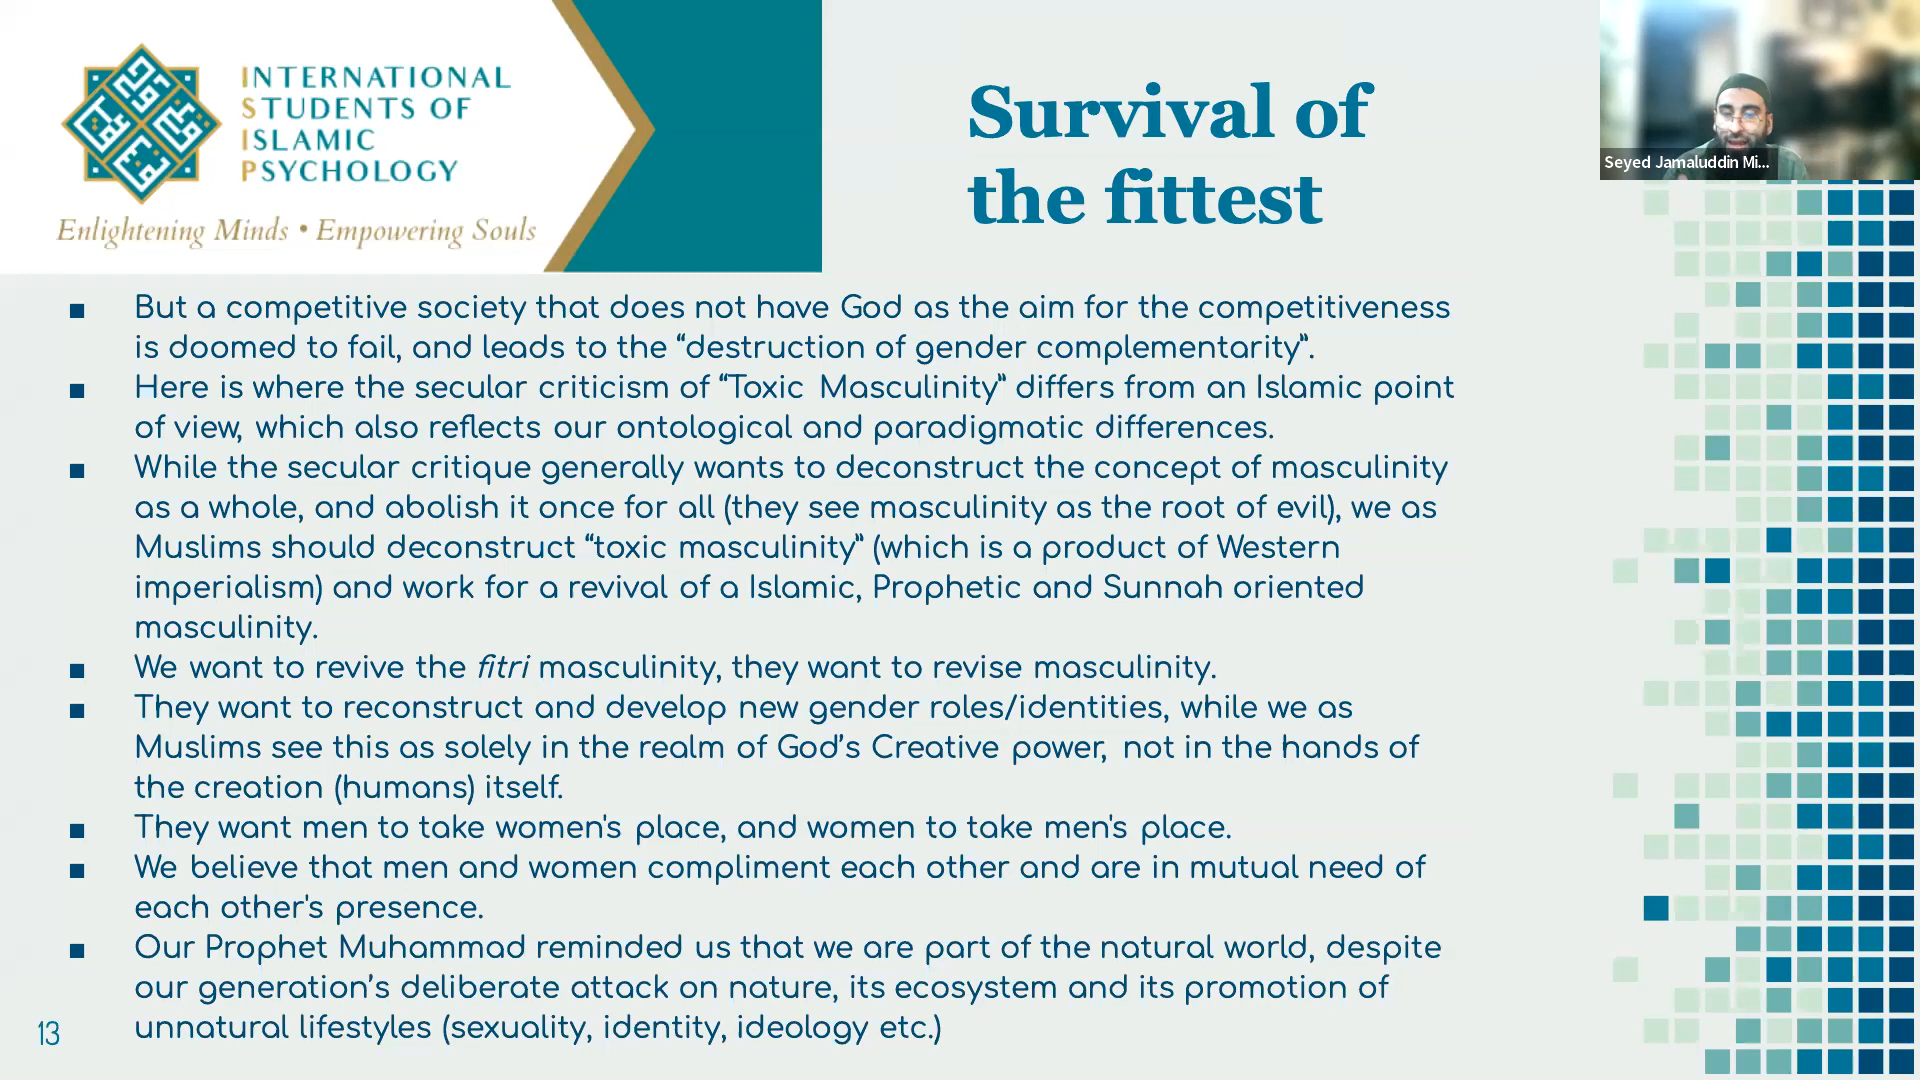 INTERNATIONAL
STUDENTS OF
ISLAMIC
PSYCHOLOGY
Enlightening Minds • Empowering Souls
Survival of
the fittest
Seyed Jamaluddin Mi...
■ But a competitive society that does not have God as the aim for the competitiveness
is doomed to fail, and leads to the “destruction of gender complementarity”.
■ Here is where the secular criticism of “Toxic Masculinity” differs from an Islamic point
of view, which also reflects our ontological and paradigmatic differences.
■ While the secular critique generally wants to deconstruct the concept of masculinity
as a whole, and abolish it once for all (they see masculinity as the root of evil), we as
Muslims should deconstruct “toxic masculinity” (which is a product of Western
imperialism) and work for a revival of a Islamic, Prophetic and Sunnah oriented
masculinity.
■ We want to revive the fitri masculinity, they want to revise masculinity.
■ They want to reconstruct and develop new gender roles/identities, while we as
Muslims see this as solely in the realm of God’s Creative power, not in the hands of
the creation (humans) itself.
■ They want men to take women's place, and women to take men's place.
■ We believe that men and women compliment each other and are in mutual need of
each other's presence.
■ Our Prophet Muhammad reminded us that we are part of the natural world, despite
our generation’s deliberate attack on nature, its ecosystem and its promotion of
unnatural lifestyles (sexuality, identity, ideology etc.)
13